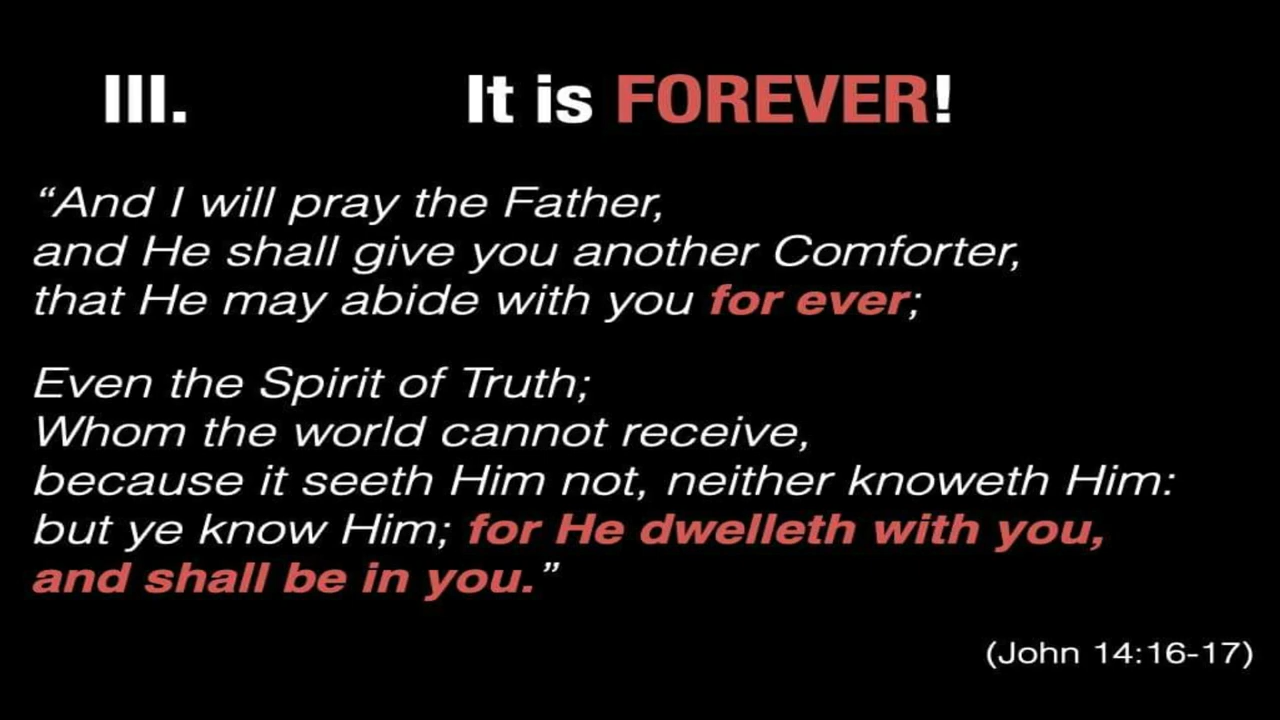 III. It is FOREVER!
“And I will pray the Father,
and He shall give you another Comforter,
that He may abide with you for ever;
Even the Spirit of Truth;
Whom the world cannot receive,
because it seeth Him not, neither knoweth Him:
but ye know Him; for He dwelleth with you,
and shall be in you.”
(John 14:16-17)